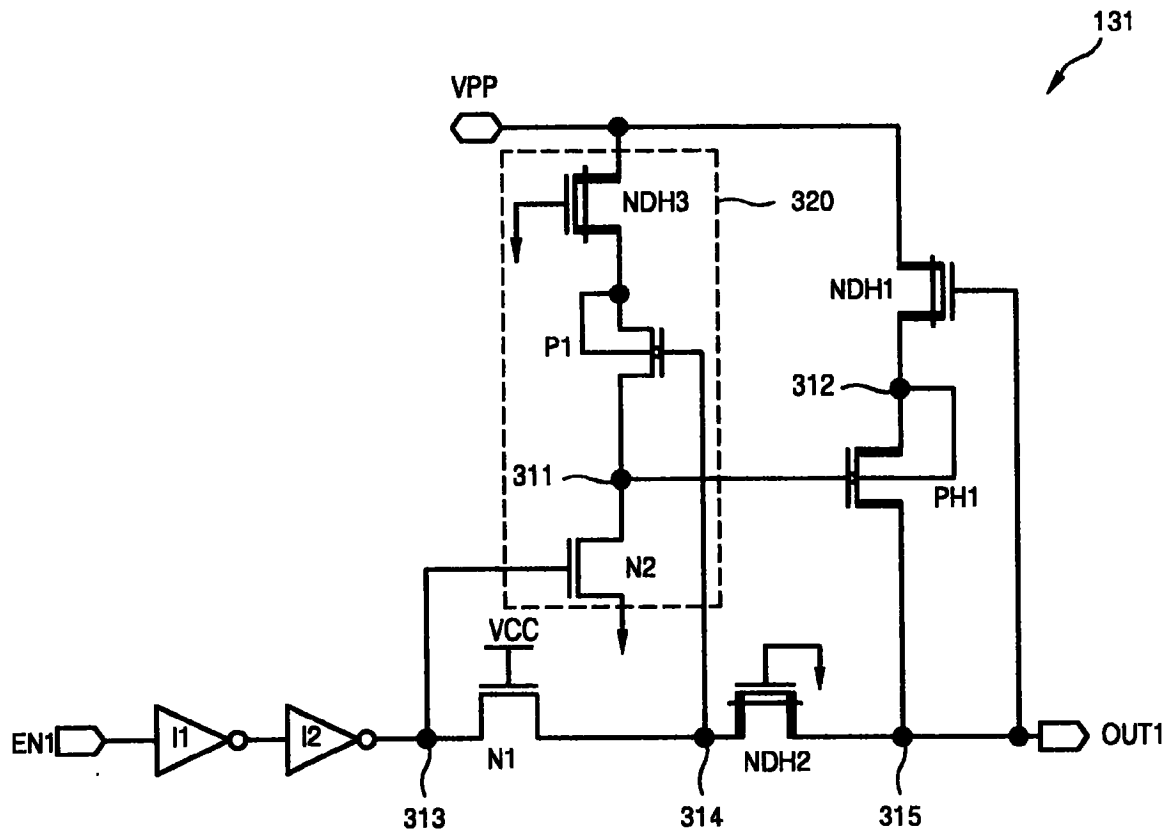 131
VPP
NDH3
320
NDH1
P1
312
311
PH1
N2
VCC
EN1
I1
I2
N1
NDH2
OUT1
313
314
315